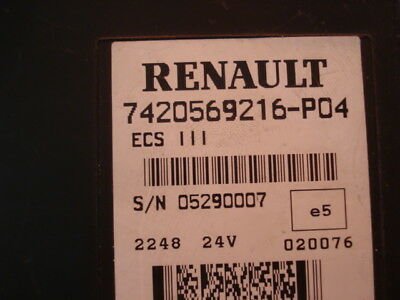 RENAULT
7420569216-P04
ECS III
S/N 05290007
e5
2248 24V 020076